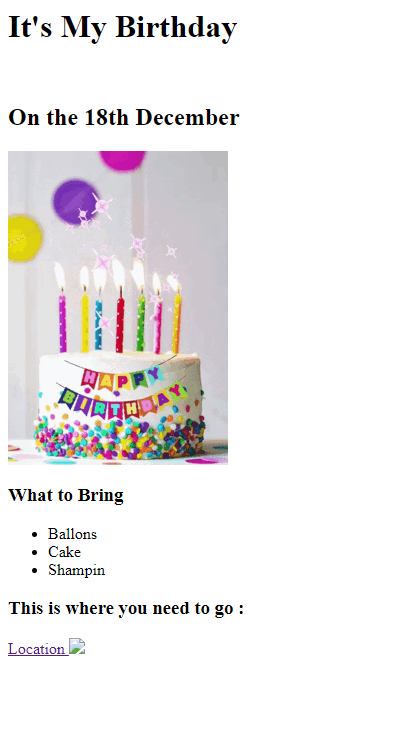 It's My Birthday
On the 18th December
HAPPY
BIRTHDAY
What to Bring
Ballons
Cake
Shampin
This is where you need to go :
Location